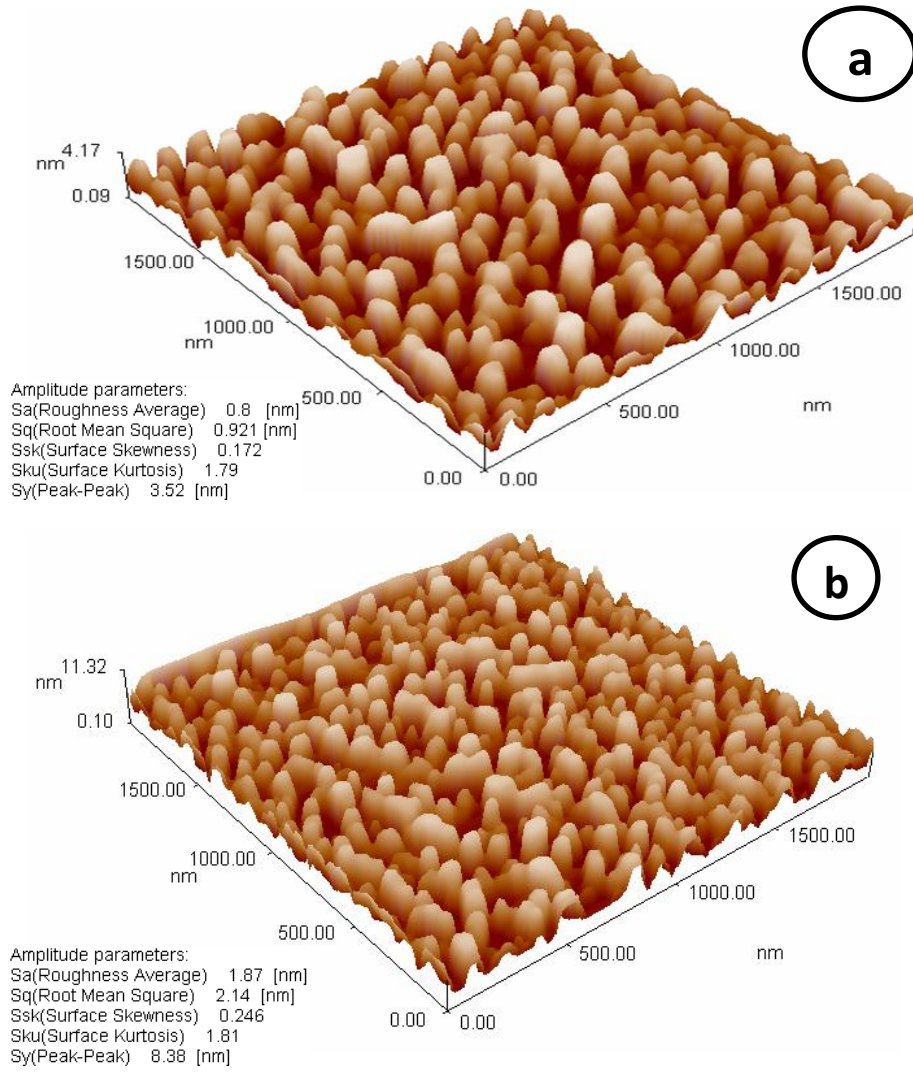 a
4.17
nm
0.09
1500.00
1500.00
1000.00
nm
1000.00
500.00
nm
500.00
0.00
0.00
Amplitude parameters:
Sa(Roughness Average) 0.8 [nm]
Sq(Root Mean Square) 0.921 [nm]
Ssk(Surface Skewness) 0.172
Sku(Surface Kurtosis) 1.79
Sy(Peak-Peak) 3.52 [nm]
b
11.32
nm
0.10
1500.00
1500.00
1000.00
nm
1000.00
500.00
nm
500.00
0.00
0.00
Amplitude parameters:
Sa(Roughness Average) 1.87 [nm]
Sq(Root Mean Square) 2.14 [nm]
Ssk(Surface Skewness) 0.246
Sku(Surface Kurtosis) 1.81
Sy(Peak-Peak) 8.38 [nm]